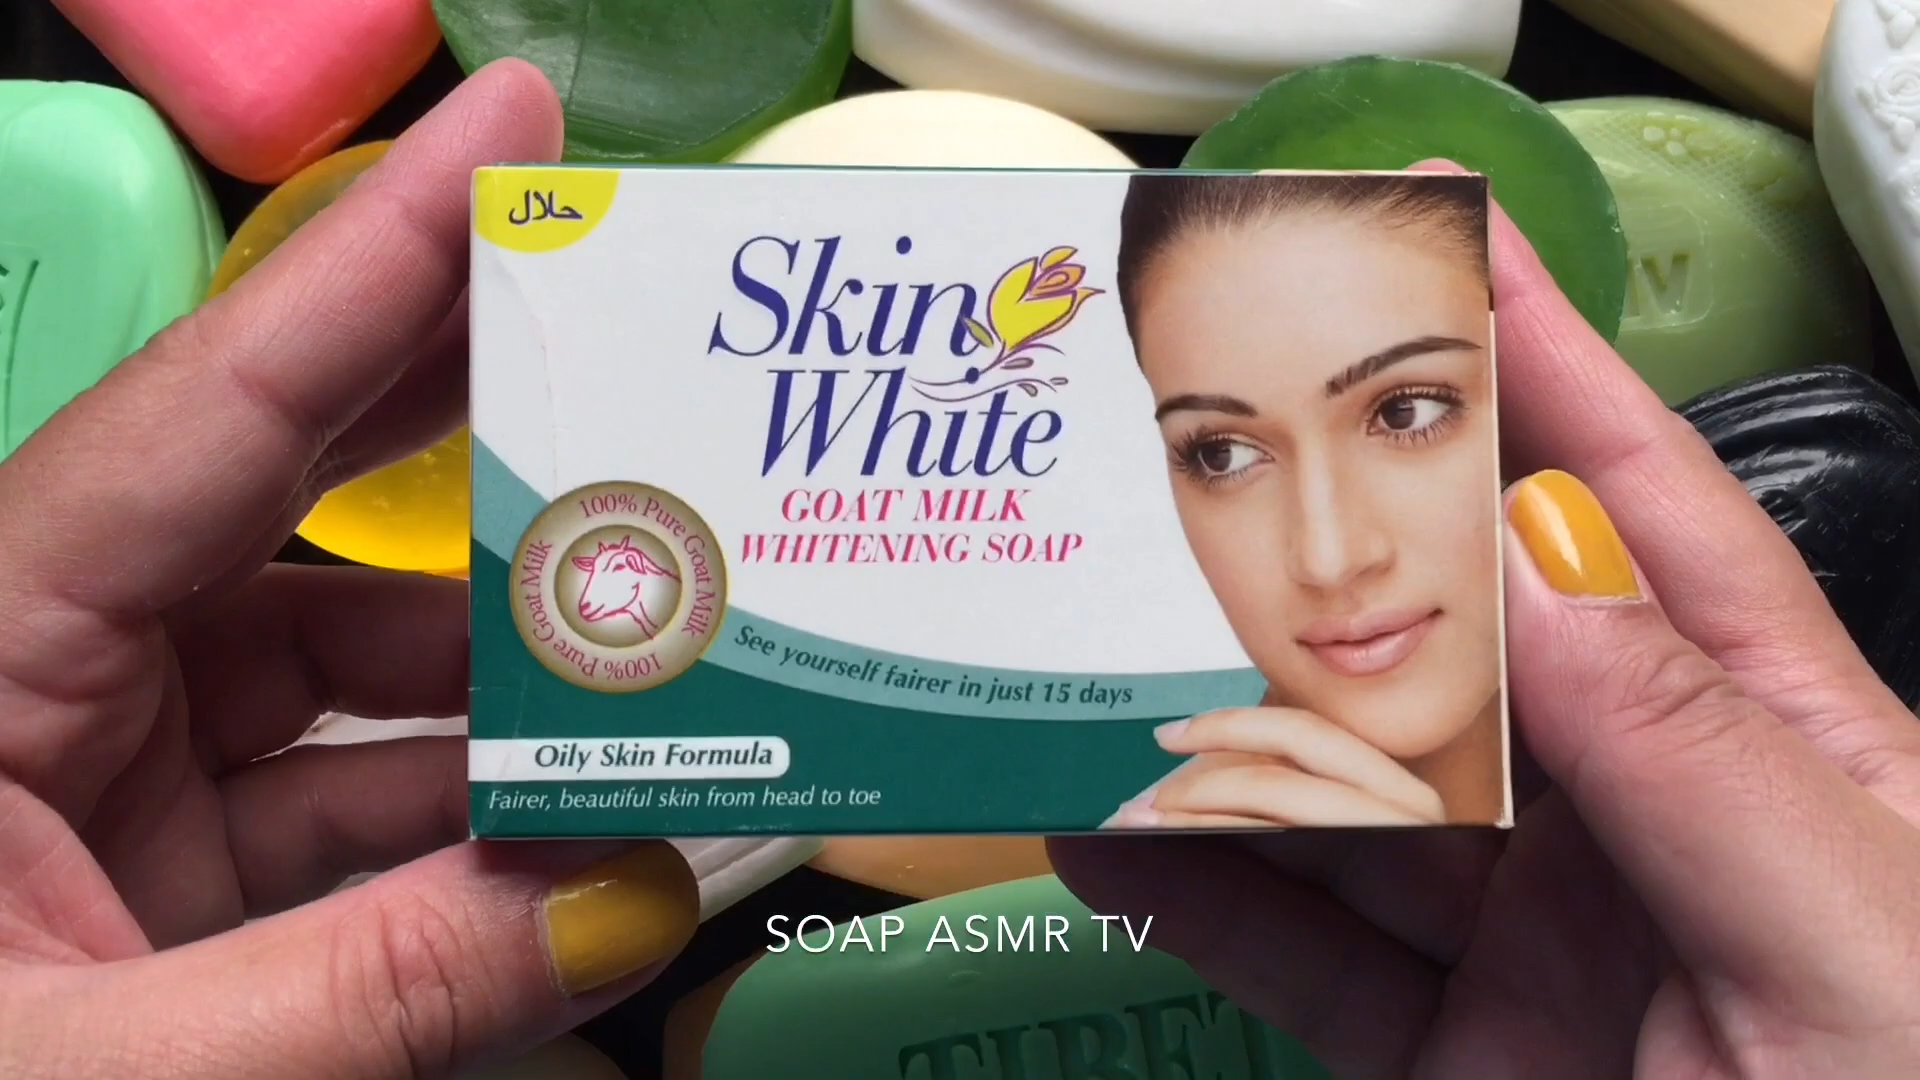 حلال
Skin
White
GOAT MILK
WHITENING SOAP
100% Pure Goat Milk
100% Pure Goat Milk
See yourself fairer in just 15 days
Oily Skin Formula
Fairer, beautiful skin from head to toe
SOAP ASMR TV
TIBET